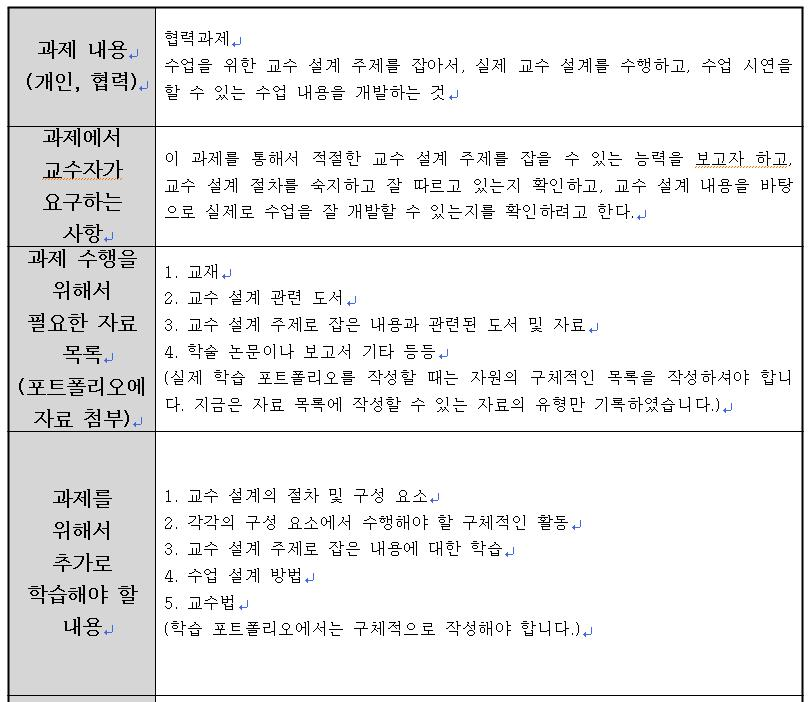 과제 내용
(개인, 협력)
협력과제
수업을 위한 교수 설계 주제를 잡아서, 실제 교수 설계를 수행하고, 수업 시연을
할 수 있는 수업 내용을 개발하는 것
과제에서
교수자가
요구하는
사항
이 과제를 통해서 적절한 교수 설계 주제를 잡을 수 있는 능력을 보고자 하고,
교수 설계 절차를 숙지하고 잘 따르고 있는지 확인하고, 교수 설계 내용을 바탕
으로 실제로 수업을 잘 개발할 수 있는지를 확인하려고 한다.
과제 수행을
위해서
필요한 자료
목록
(포트폴리오에
자료 첨부)
1. 교재
2. 교수 설계 관련 도서
3. 교수 설계 주제로 잡은 내용과 관련된 도서 및 자료
4. 학술 논문이나 보고서 기타 등등
(실제 학습 포트폴리오를 작성할 때는 자원의 구체적인 목록을 작성하셔야 합니
다. 지금은 자료 목록에 작성할 수 있는 자료의 유형만 기록하였습니다.)
과제를
위해서
추가로
학습해야 할
내용
1. 교수 설계의 절차 및 구성 요소
2. 각각의 구성 요소에서 수행해야 할 구체적인 활동
3. 교수 설계 주제로 잡은 내용에 대한 학습
4. 수업 설계 방법
5. 교수법
(학습 포트폴리오에서는 구체적으로 작성해야 합니다.)